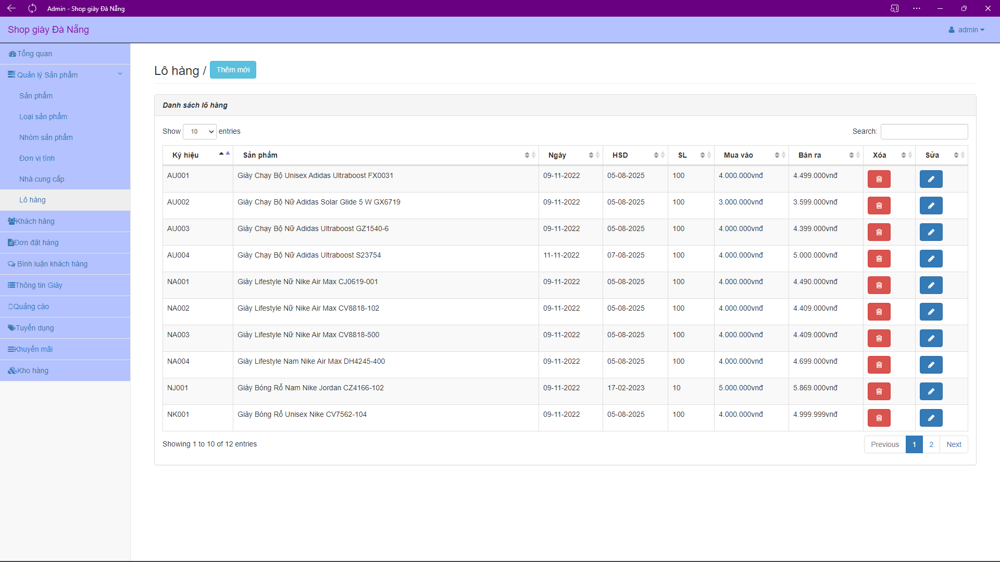 Admin - Shop giày Đà Nẵng
Shop giày Đà Nẵng
admin
Tổng quan
Quản lý Sản phẩm
Sản phẩm
Loại sản phẩm
Nhóm sản phẩm
Đơn vị tính
Nhà cung cấp
Lô hàng
Khách hàng
Đơn đặt hàng
Bình luận khách hàng
Thông tin Giày
Quảng cáo
Tuyển dụng
Khuyến mãi
Kho hàng
Lô hàng / Thêm mới
Danh sách lô hàng
Show 10 entries
Search:
Ký hiệu Sản phẩm Ngày HSD SL Mua vào Bán ra Xóa Sửa
AU001 Giày Chạy Bộ Unisex Adidas Ultraboost FX0031 09-11-2022 05-08-2025 100 4.000.000vnđ 4.499.000vnđ
AU002 Giày Chạy Bộ Nữ Adidas Solar Glide 5 W GX6719 09-11-2022 05-08-2025 100 3.000.000vnđ 3.599.000vnđ
AU003 Giày Chạy Bộ Nữ Adidas Ultraboost GZ1540-6 09-11-2022 05-08-2025 100 4.000.000vnđ 4.399.000vnđ
AU004 Giày Chạy Bộ Nữ Adidas Ultraboost S23754 11-11-2022 07-08-2025 100 4.000.000vnđ 5.000.000vnđ
NA001 Giày Lifestyle Nữ Nike Air Max CJ0619-001 09-11-2022 05-08-2025 100 4.000.000vnđ 4.490.000vnđ
NA002 Giày Lifestyle Nữ Nike Air Max CV8818-102 09-11-2022 05-08-2025 100 4.000.000vnđ 4.409.000vnđ
NA003 Giày Lifestyle Nữ Nike Air Max CV8818-500 09-11-2022 05-08-2025 100 4.000.000vnđ 4.409.000vnđ
NA004 Giày Lifestyle Nam Nike Air Max DH4245-400 09-11-2022 05-08-2025 100 4.000.000vnđ 4.699.000vnđ
NJ001 Giày Bóng Rổ Nam Nike Jordan CZ4166-102 09-11-2022 17-02-2023 10 5.000.000vnđ 5.869.000vnđ
NK001 Giày Bóng Rổ Unisex Nike CV7562-104 09-11-2022 05-08-2025 100 4.000.000vnđ 4.999.999vnđ
Showing 1 to 10 of 12 entries
Previous 1 2 Next